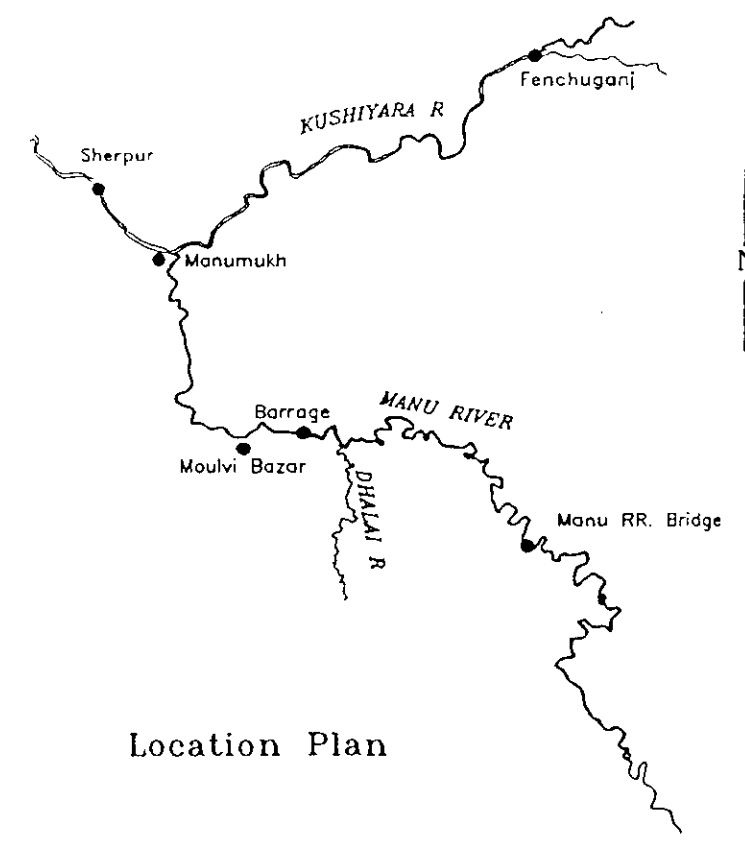 Fenchuganj
KUSHIYARA R
Sherpur
N
Manumukh
MANU RIVER
Barrage
Moulvi Bazar
DHALAI R
Manu RR. Bridge
Location Plan